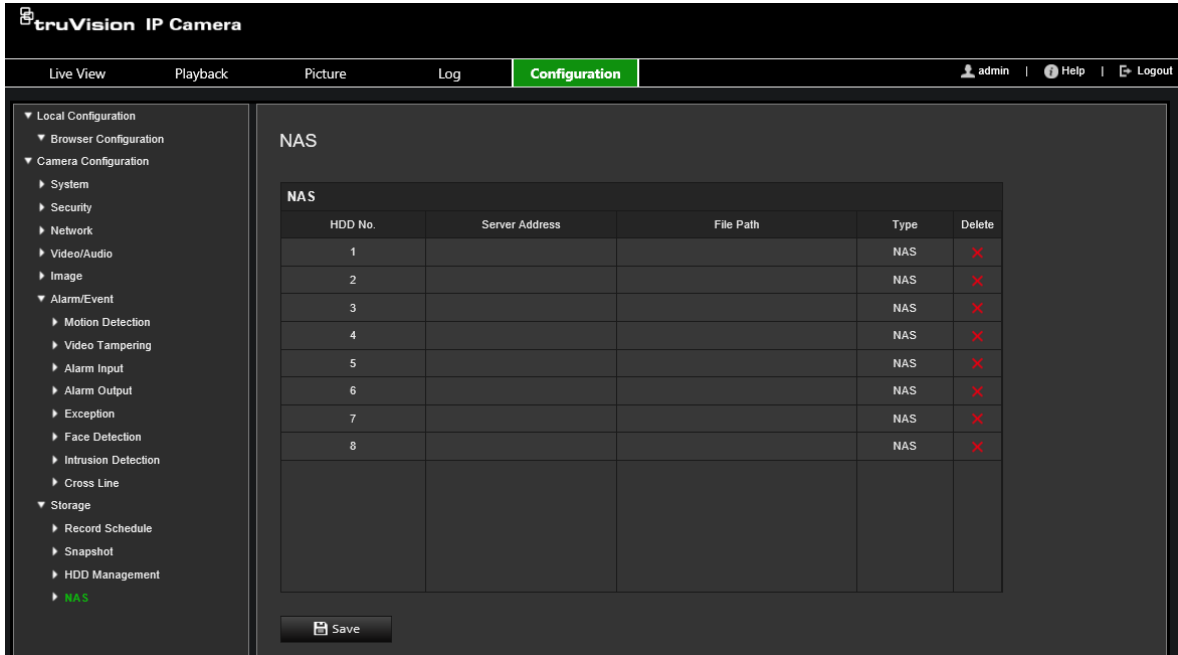 truVision IP Camera
Live View Playback Picture Log Configuration admin | Help | Logout
Local Configuration
Browser Configuration
Camera Configuration
System
Security
Network
Video/Audio
Image
Alarm/Event
Motion Detection
Video Tampering
Alarm Input
Alarm Output
Exception
Face Detection
Intrusion Detection
Cross Line
Storage
Record Schedule
Snapshot
HDD Management
NAS
NAS
NAS
HDD No. Server Address File Path Type Delete
1 NAS
2 NAS
3 NAS
4 NAS
5 NAS
6 NAS
7 NAS
8 NAS
Save